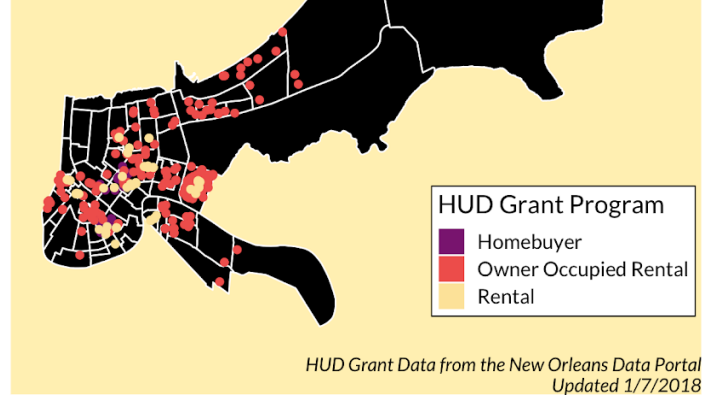 HUD Grant Program
Homebuyer
Owner Occupied Rental
Rental
HUD Grant Data from the New Orleans Data Portal
Updated 1/7/2018